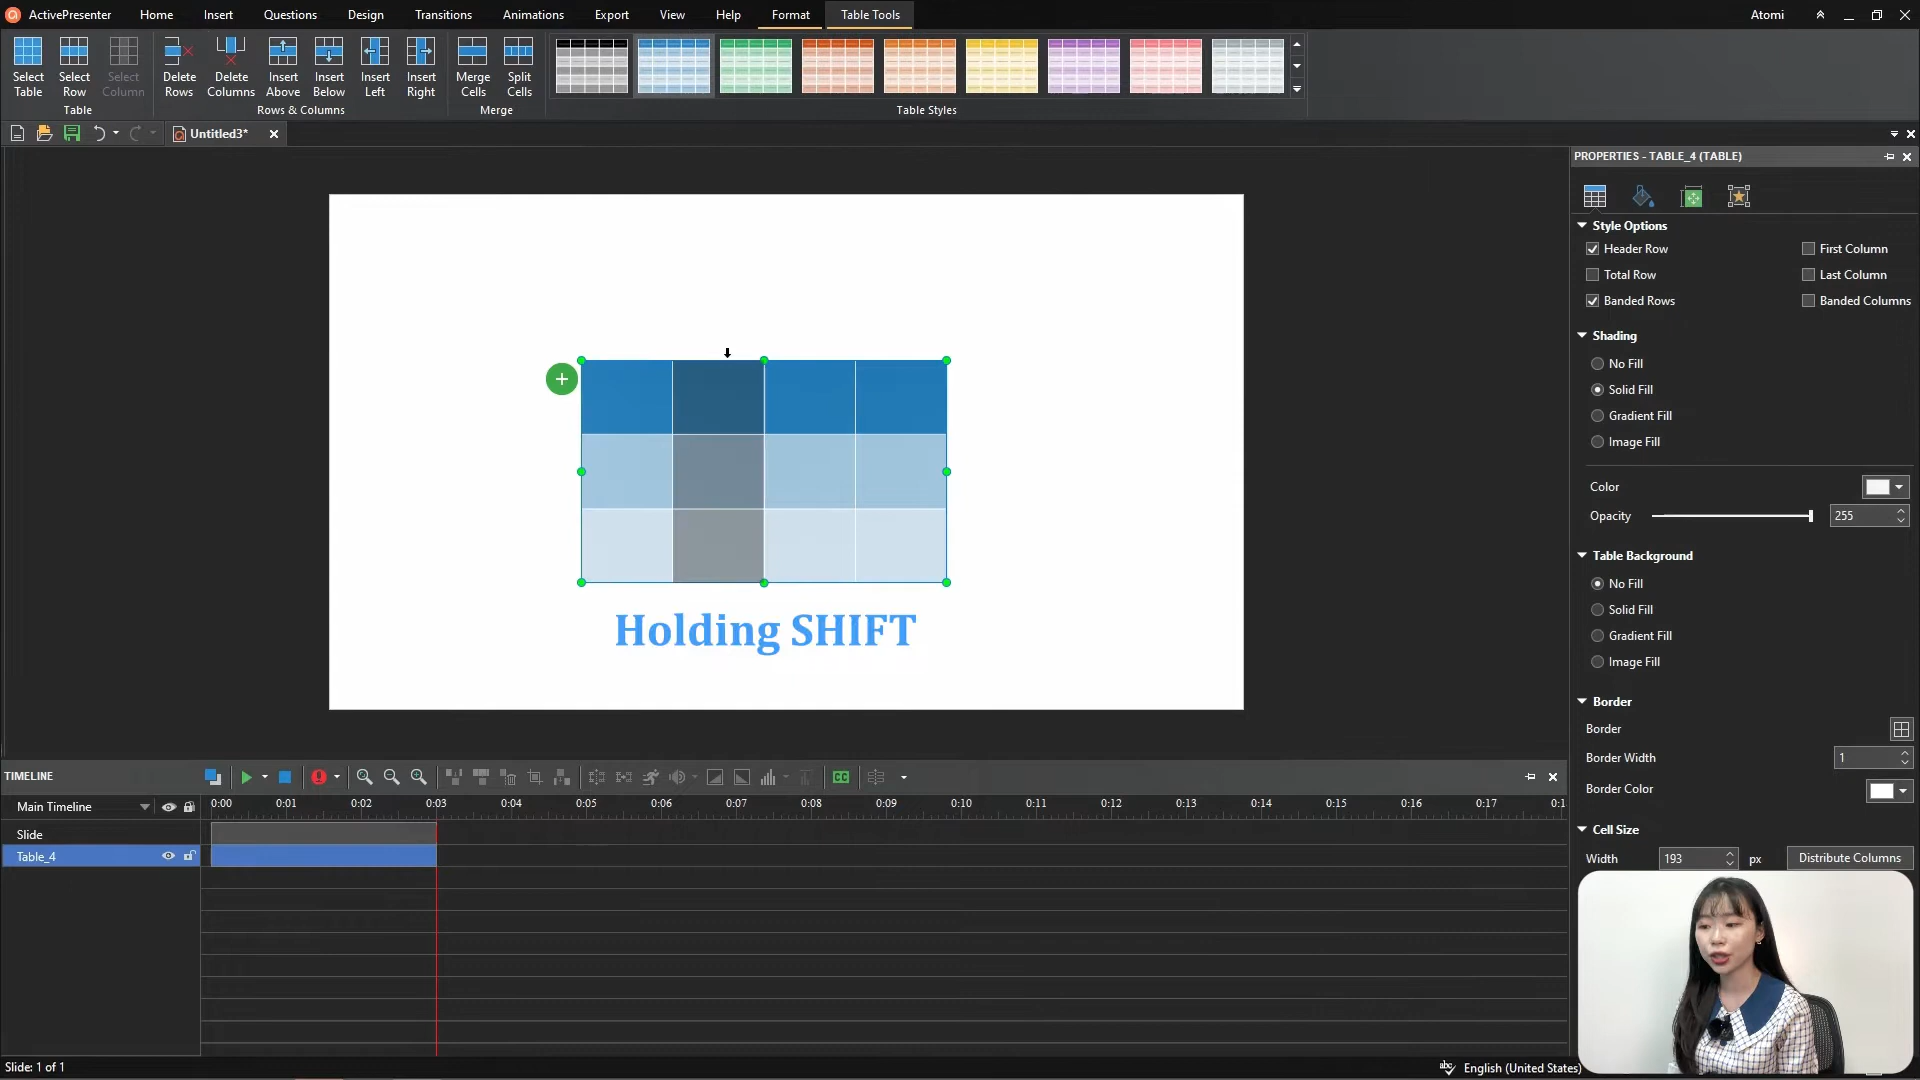 ActivePresenter Home Insert Questions Design Transitions Animations Export View Help Format Table Tools Atomi
Select Table
Select Row
Select Column
Delete Rows
Delete Columns
Insert Above
Insert Below
Insert Left
Insert Right
Merge Cells
Split Cells
Table Rows & Columns Merge Table Styles
Untitled3*
PROPERTIES - TABLE_4 (TABLE)
Style Options
Header Row First Column
Total Row Last Column
Banded Rows Banded Columns
Shading
No Fill
Solid Fill
Gradient Fill
Image Fill
Color
Opacity 255
Table Background
No Fill
Solid Fill
Gradient Fill
Image Fill
Border
Border
Border Width 1
Border Color
Cell Size
Width 193 px Distribute Columns
Holding SHIFT
TIMELINE
CC
Main Timeline 0:00 0:01 0:02 0:03 0:04 0:05 0:06 0:07 0:08 0:09 0:10 0:11 0:12 0:13 0:14 0:15 0:16 0:17 0:1
Slide
Table_4
Slide: 1 of 1 abc English (United States)